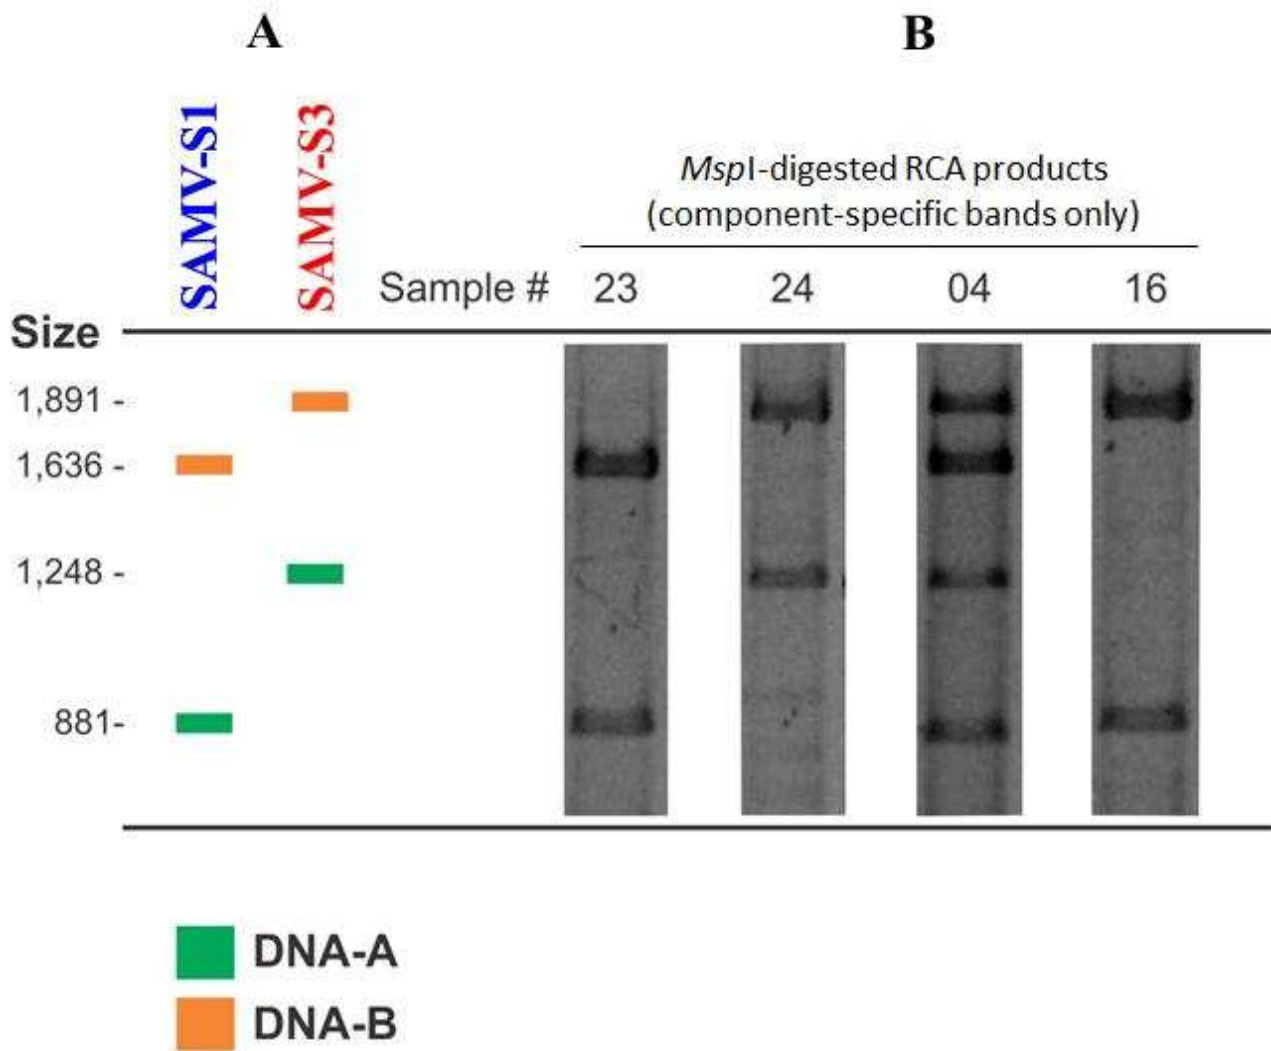 A
B
SAMV-S1
SAMV-S3
MspI-digested RCA products
(component-specific bands only)
Sample # 23 24 04 16
Size
1,891 -
1,636 -
1,248 -
881-
DNA-A
DNA-B